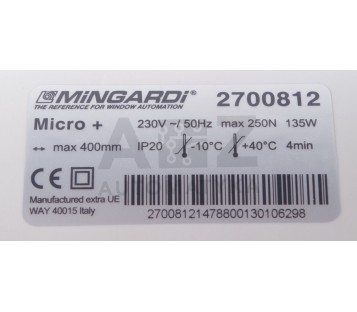 MiNGARDi® 2700812
THE REFERENCE FOR WINDOW AUTOMATION
Micro + 230V ~/ 50Hz max 250N 135W
↔ max 400mm IP20 -10°C +40°C 4min
CE
Manufactured extra UE
WAY 40015 Italy
27008121478800130106298